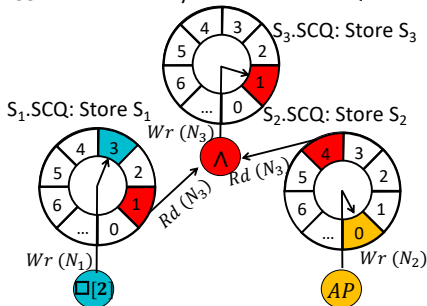 S3.SCQ: Store S3
4 3
5 2
6 1
... 0
S1.SCQ: Store S1
Wr (N3)
S2.SCQ: Store S2
4 3
5 2
6 1
... 0
∧
Rd (N3)
Rd (N3)
4 3
5 2
6 1
... 0
Wr (N1)
Wr (N2)
□[2]
AP